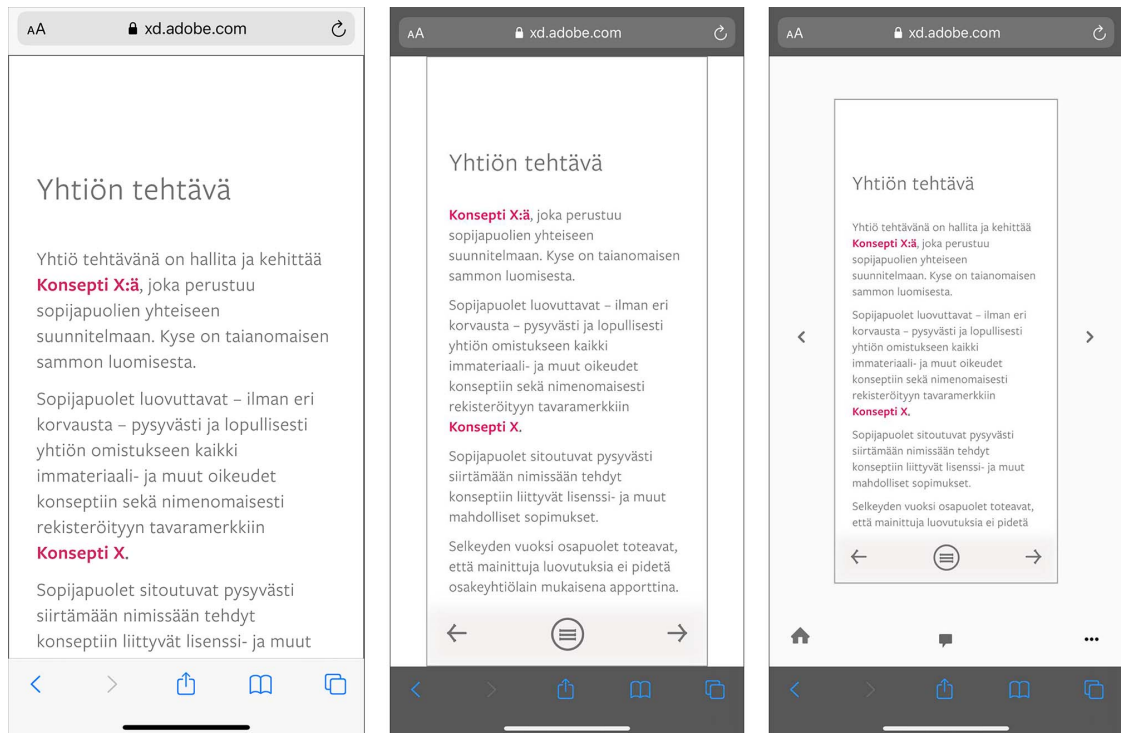 AA xd.adobe.com
Yhtiön tehtävä
Yhtiö tehtävänä on hallita ja kehittää
Konsepti X:ä, joka perustuu
sopijapuolien yhteiseen
suunnitelmaan. Kyse on taianomaisen
sammon luomisesta.
Sopijapuolet luovuttavat – ilman eri
korvausta – pysyvästi ja lopullisesti
yhtiön omistukseen kaikki
immateriaali- ja muut oikeudet
konseptiin sekä nimenomaisesti
rekisteröityyn tavaramerkkiin
Konsepti X.
Sopijapuolet sitoutuvat pysyvästi
siirtämään nimissään tehdyt
konseptiin liittyvät lisenssi- ja muut
AA xd.adobe.com
Yhtiön tehtävä
Konsepti X:ä, joka perustuu
sopijapuolien yhteiseen
suunnitelmaan. Kyse on taianomaisen
sammon luomisesta.
Sopijapuolet luovuttavat – ilman eri
korvausta – pysyvästi ja lopullisesti
yhtiön omistukseen kaikki
immateriaali- ja muut oikeudet
konseptiin sekä nimenomaisesti
rekisteröityyn tavaramerkkiin
Konsepti X.
Sopijapuolet sitoutuvat pysyvästi
siirtämään nimissään tehdyt
konseptiin liittyvät lisenssi- ja muut
mahdolliset sopimukset.
Selkeyden vuoksi osapuolet toteavat,
että mainittuja luovutuksia ei pidetä
osakeyhtiölain mukaisena apporttina.
AA xd.adobe.com
Yhtiön tehtävä
Yhtiö tehtävänä on hallita ja kehittää
Konsepti X:ä, joka perustuu
sopijapuolien yhteiseen
suunnitelmaan. Kyse on taianomaisen
sammon luomisesta.
Sopijapuolet luovuttavat – ilman eri
korvausta – pysyvästi ja lopullisesti
yhtiön omistukseen kaikki
immateriaali- ja muut oikeudet
konseptiin sekä nimenomaisesti
rekisteröityyn tavaramerkkiin
Konsepti X.
Sopijapuolet sitoutuvat pysyvästi
siirtämään nimissään tehdyt
konseptiin liittyvät lisenssi- ja muut
mahdolliset sopimukset.
Selkeyden vuoksi osapuolet toteavat,
että mainittuja luovutuksia ei pidetä